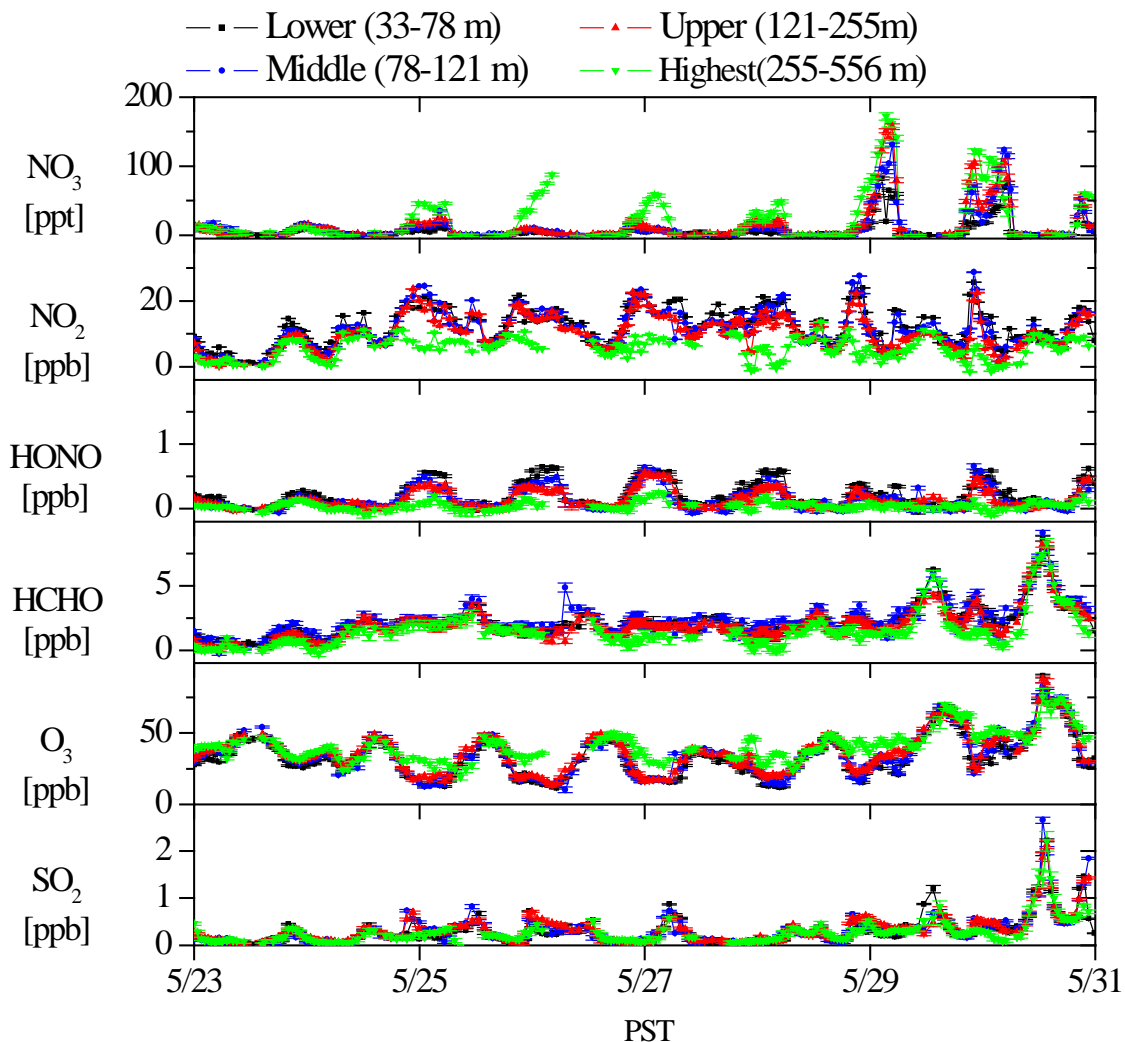 Lower (33-78 m)
Upper (121-255m)
Middle (78-121 m)
Highest(255-556 m)
200
100
0
NO3
[ppt]
20
0
NO2
[ppb]
1
0
HONO
[ppb]
5
0
HCHO
[ppb]
50
0
O3
[ppb]
2
1
0
SO2
[ppb]
5/23
5/25
5/27
5/29
5/31
PST